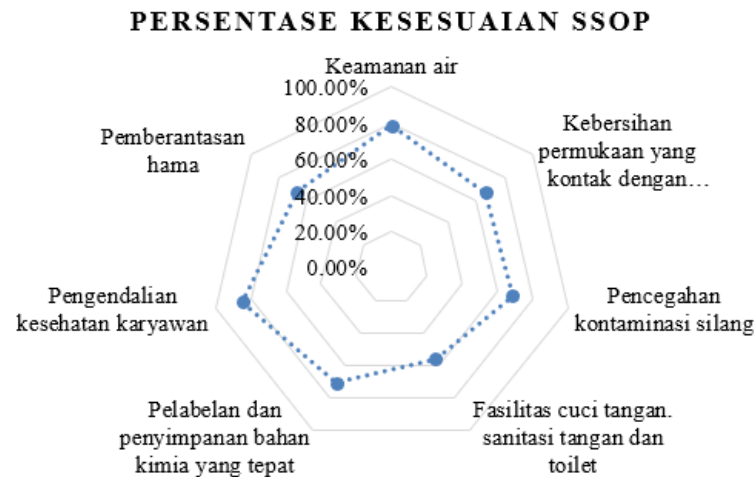 PERSENTASE KESESUAIAN SSOP
Keamanan air
100.00%
80.00%
60.00%
40.00%
20.00%
0.00%
Kebersihan
permukaan yang
kontak dengan…
Pencegahan
kontaminasi silang
Fasilitas cuci tangan.
sanitasi tangan dan
toilet
Pelabelan dan
penyimpanan bahan
kimia yang tepat
Pengendalian
kesehatan karyawan
Pemberantasan
hama